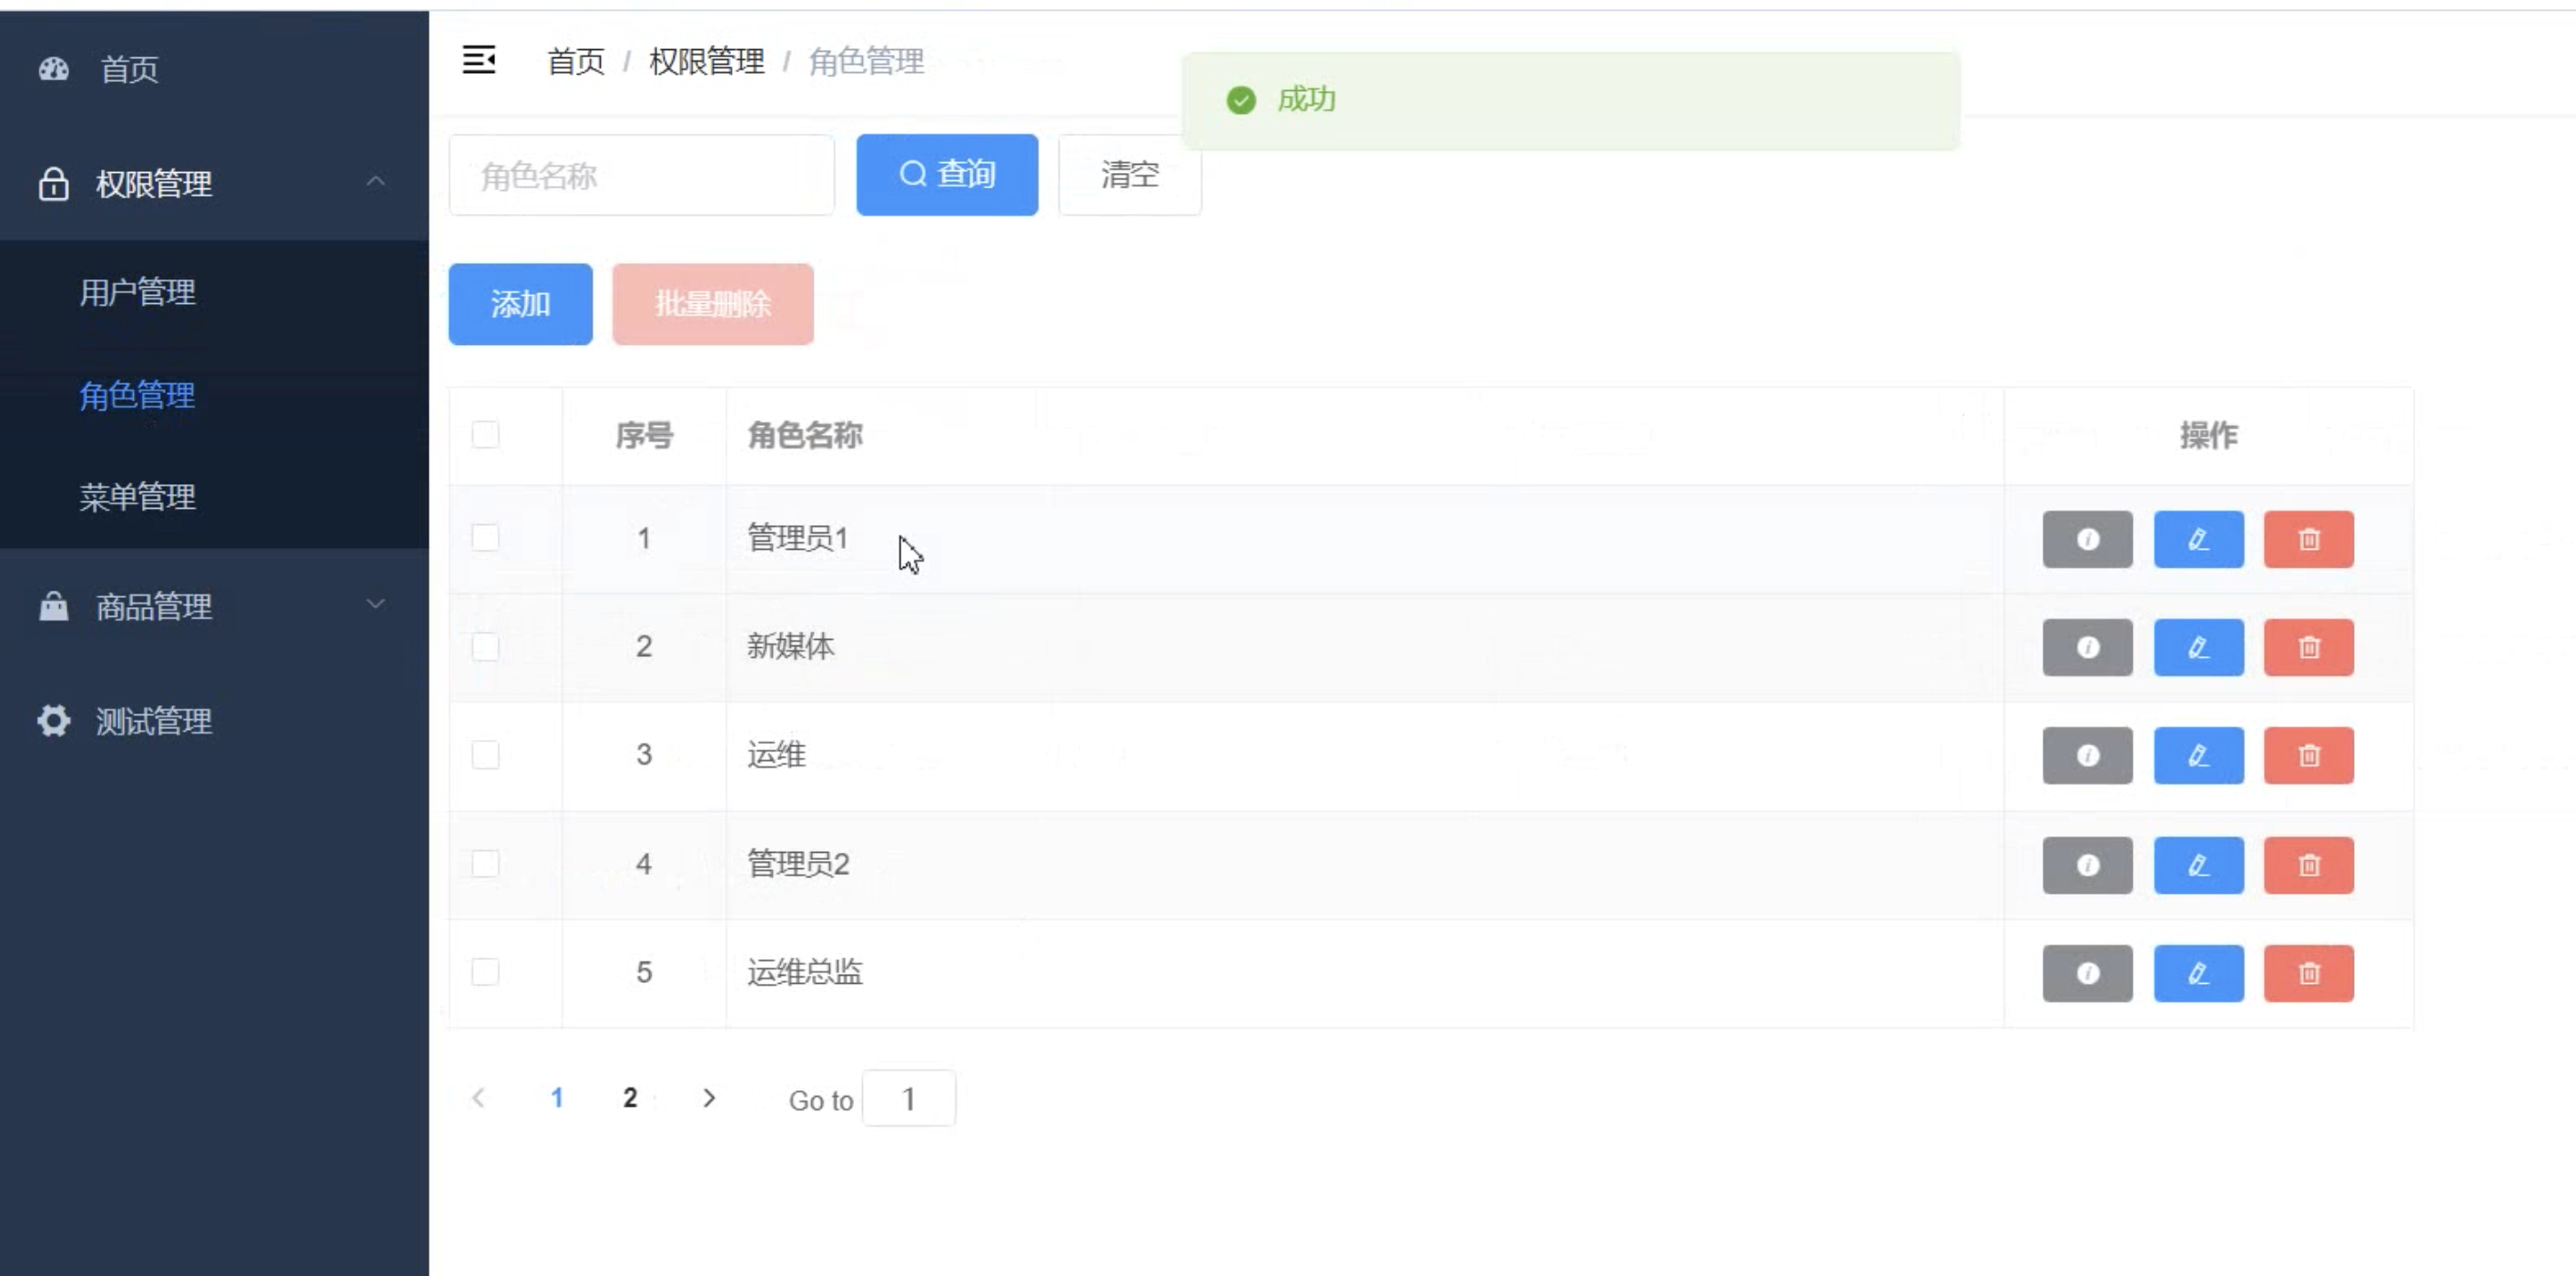 首页
权限管理
用户管理
角色管理
菜单管理
商品管理
测试管理
首页 / 权限管理 / 角色管理
成功
角色名称 查询 清空
添加 批量删除
序号 角色名称 操作
1 管理员1
2 新媒体
3 运维
4 管理员2
5 运维总监
1 2 Go to 1